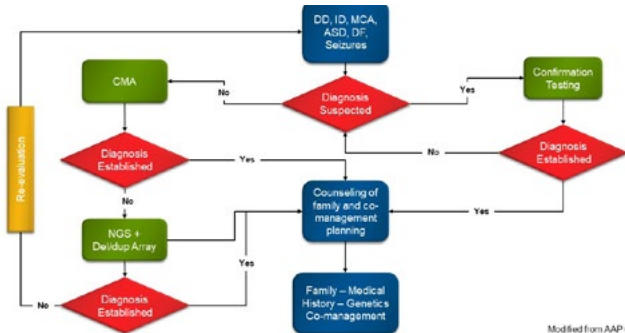 DD, ID, MCA,
ASD, DF,
Seizures
CMA
No
Diagnosis
Suspected
Yes
Confirmation
Testing
Re-evaluation
Diagnosis
Established
Yes
No
Diagnosis
Established
No
Counseling of
family and co-
management
planning
Yes
NGS +
Del/dup Array
Yes
No
Diagnosis
Established
Family – Medical
History – Genetics
Co-management
Modified from AAP